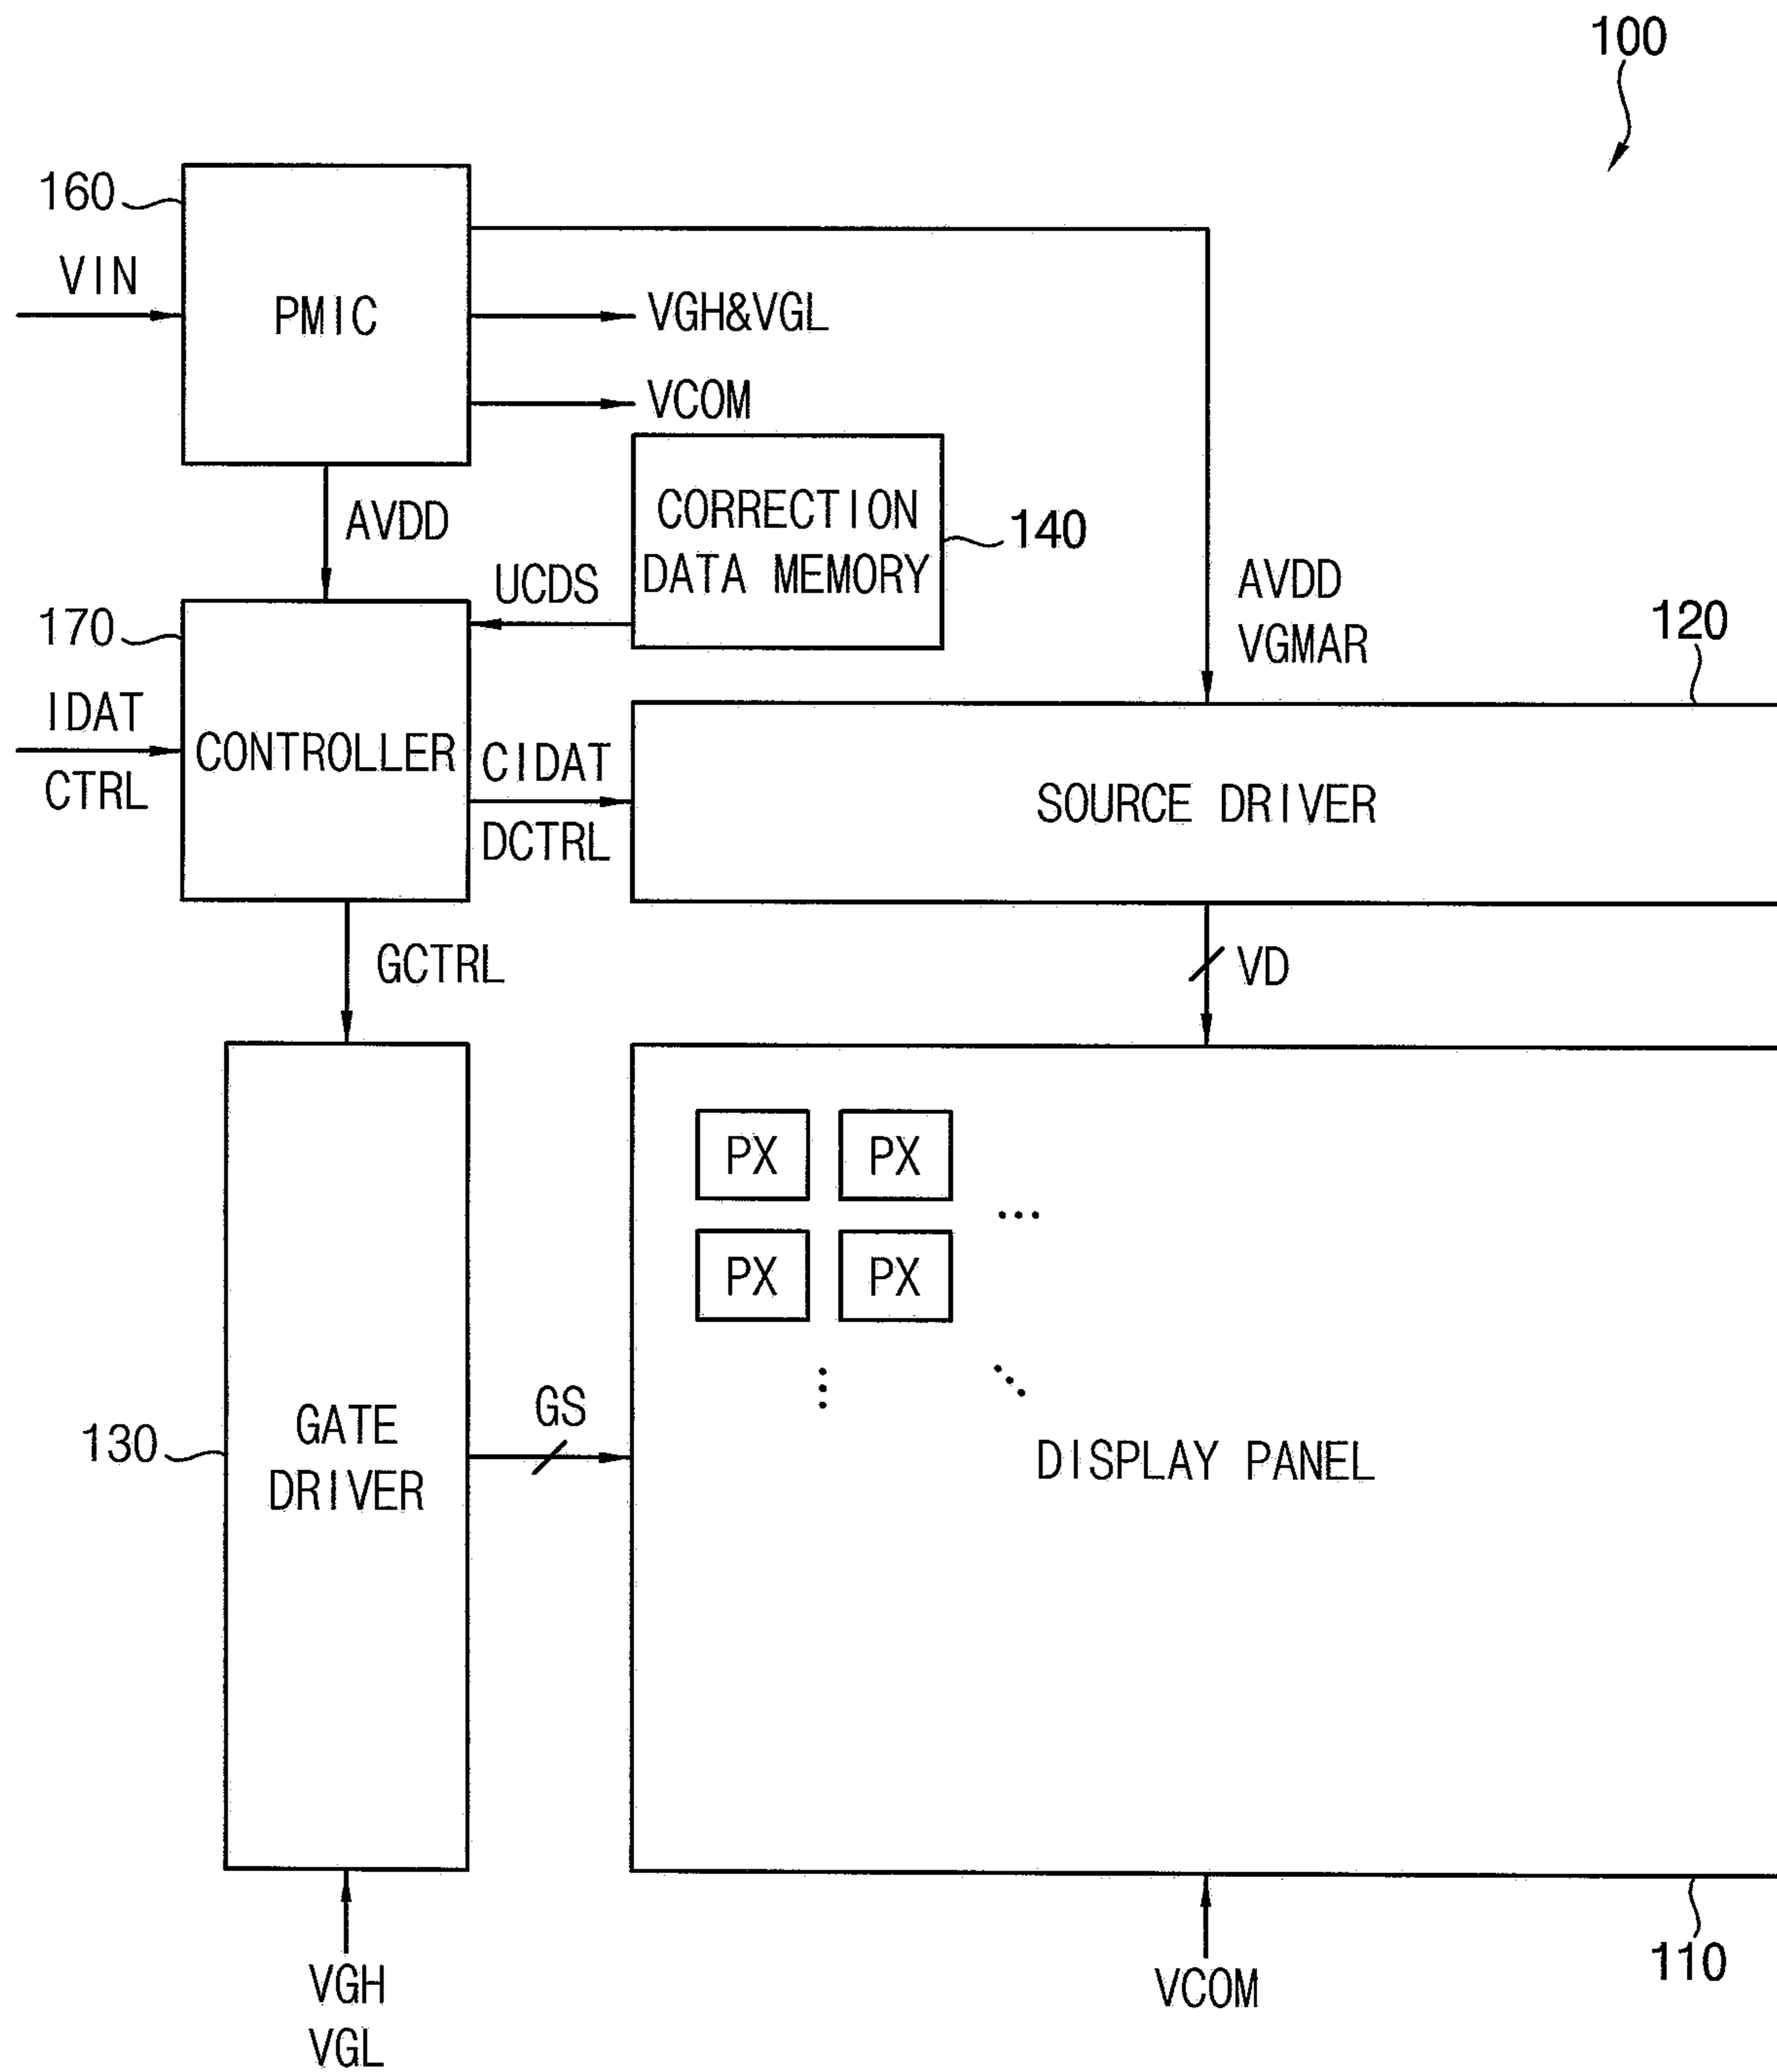 100
160
VIN
PMIC
VGH&VGL
VCOM
AVDD
CORRECTION
DATA MEMORY
140
UCDS
AVDD
VGMAR
170
120
IDAT
CTRL
CONTROLLER
CIDAT
DCTRL
SOURCE DRIVER
GCTRL
VD
PX PX
...
PX PX
...
...
130
GATE
DRIVER
GS
DISPLAY PANEL
VGH
VGL
VCOM
110